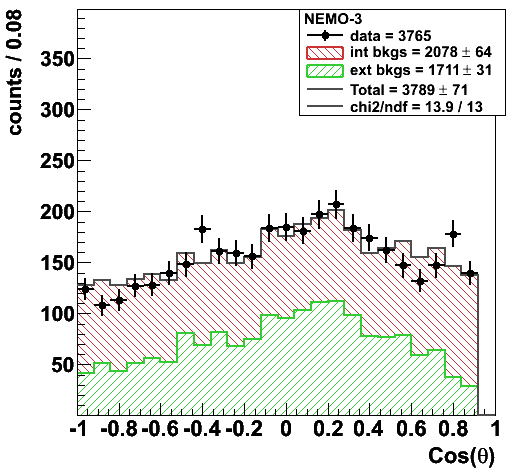 NEMO-3
data = 3765
int bkgs = 2078 ± 64
ext bkgs = 1711 ± 31
Total = 3789 ± 71
chi2/ndf = 13.9 / 13
counts / 0.08
350
300
250
200
150
100
50
-1 -0.8 -0.6 -0.4 -0.2 0 0.2 0.4 0.6 0.8 1
Cos(θ)